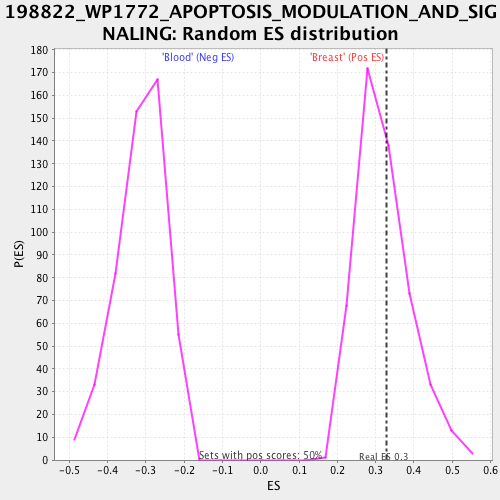 198822_WP1772_APOPTOSIS_MODULATION_AND_SIG
NALING: Random ES distribution
'Blood' (Neg ES)
'Breast' (Pos ES)
180
170
160
150
140
130
120
110
100
90
80
70
60
50
40
30
20
10
0
P(ES)
Sets with pos scores: 50%
Real ES 0.3
-0.5 -0.4 -0.3 -0.2 -0.1 0.0 0.1 0.2 0.3 0.4 0.5 0.6
ES